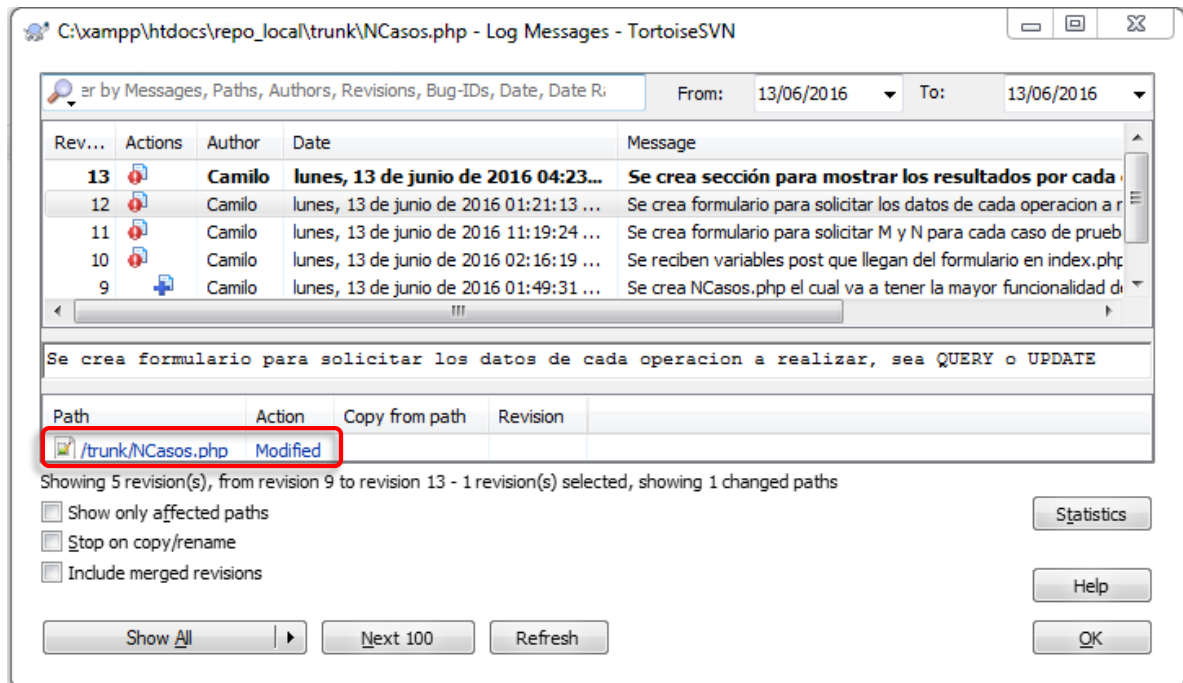 C:\xampp\htdocs\repo_local\trunk\NCasos.php - Log Messages - TortoiseSVN
er by Messages, Paths, Authors, Revisions, Bug-IDs, Date, Date Ra From: 13/06/2016 To: 13/06/2016
Rev... Actions Author Date Message
13 Camilo lunes, 13 de junio de 2016 04:23... Se crea sección para mostrar los resultados por cada
12 Camilo lunes, 13 de junio de 2016 01:21:13 ... Se crea formulario para solicitar los datos de cada operacion a r
11 Camilo lunes, 13 de junio de 2016 11:19:24 ... Se crea formulario para solicitar M y N para cada caso de prueb
10 Camilo lunes, 13 de junio de 2016 02:16:19 ... Se reciben variables post que llegan del formulario en index.php
9 Camilo lunes, 13 de junio de 2016 01:49:31 ... Se crea NCasos.php el cual va a tener la mayor funcionalidad de
Se crea formulario para solicitar los datos de cada operacion a realizar, sea QUERY o UPDATE
Path Action Copy from path Revision
/trunk/NCasos.php Modified
Showing 5 revision(s), from revision 9 to revision 13 - 1 revision(s) selected, showing 1 changed paths
Show only affected paths
Statistics
Stop on copy/rename
Include merged revisions
Help
Show All Next 100 Refresh OK